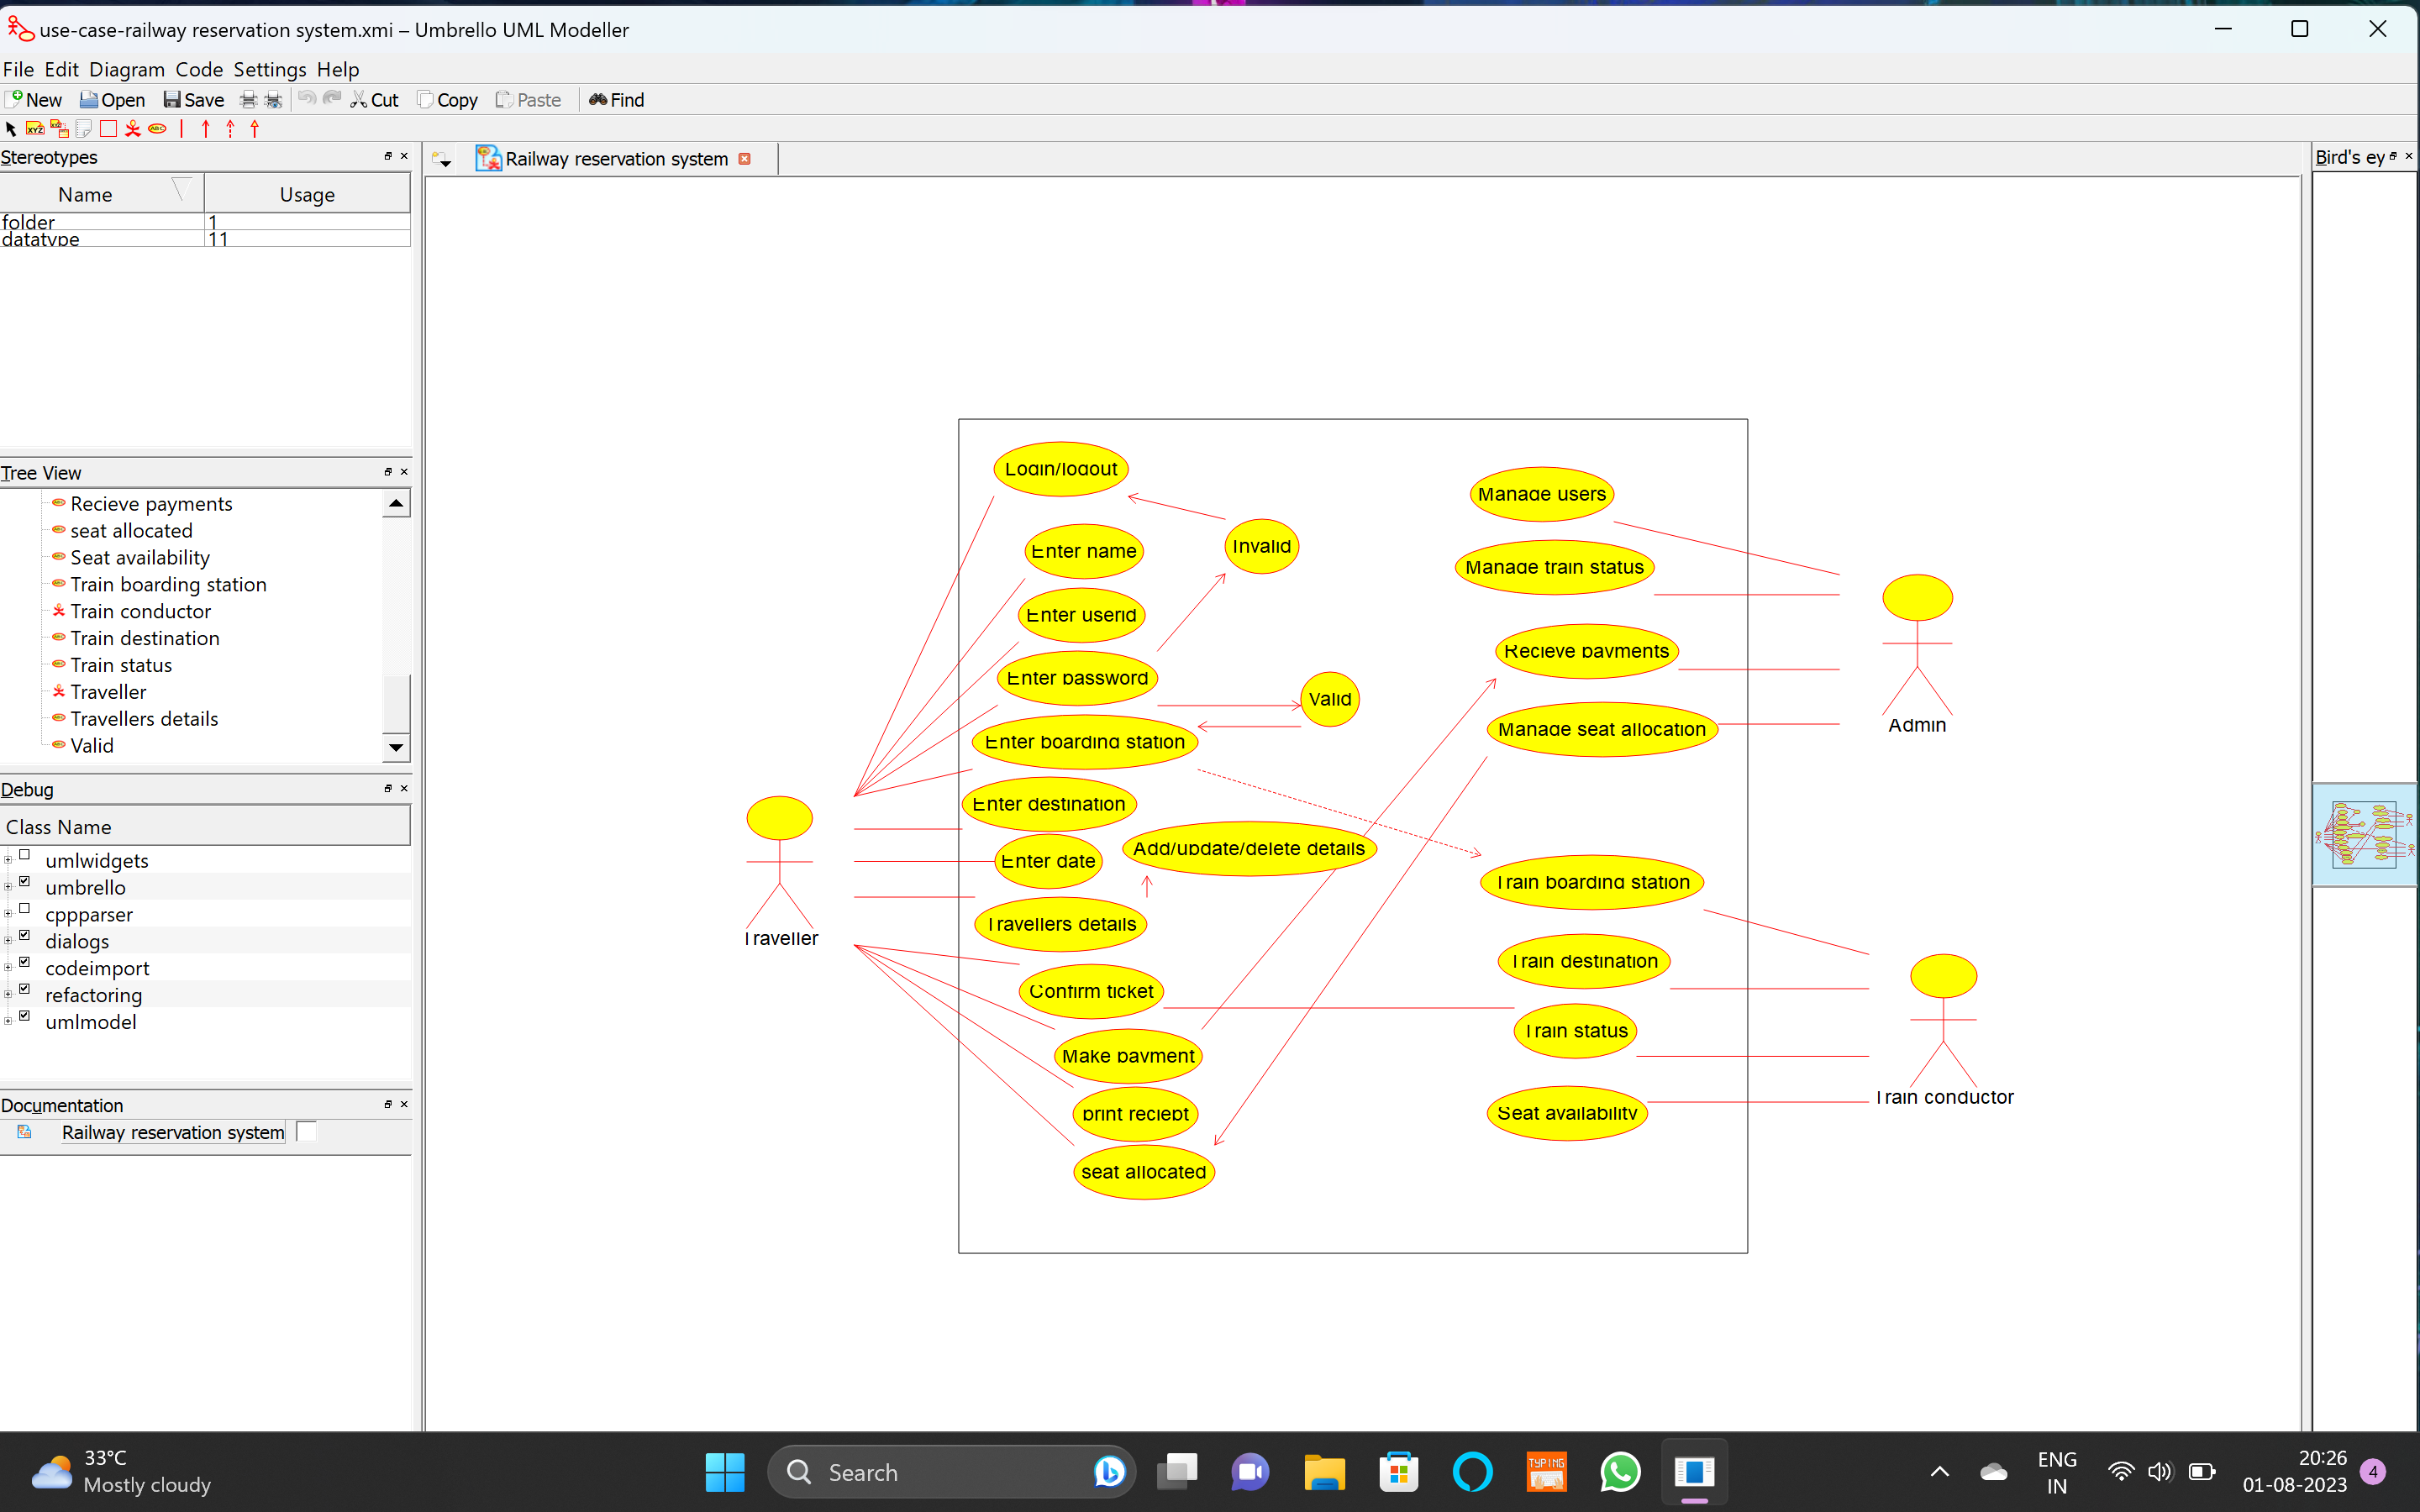 use-case-railway reservation system.xmi – Umbrello UML Modeller
File Edit Diagram Code Settings Help
New Open Save Cut Copy Paste Find
XYZ ABC
Stereotypes
Name Usage
folder 1
datatype 11
Tree View
Recieve payments
seat allocated
Seat availability
Train boarding station
Train conductor
Train destination
Train status
Traveller
Travellers details
Valid
Debug
Class Name
umlwidgets
umbrello
cppparser
dialogs
codeimport
refactoring
umlmodel
Documentation
Railway reservation system
Railway reservation system
Login/logout
Enter name
Enter userid
Enter password
Enter boarding station
Enter destination
Enter date
Travellers details
Confirm ticket
Make payment
print reciept
seat allocated
Invalid
Valid
Add/update/delete details
Manage users
Manage train status
Recieve payments
Manage seat allocation
Train boarding station
Train destination
Train status
Seat availability
Traveller
Admin
Train conductor
Bird's ey
33°C
Mostly cloudy
Search
TYPING
ENG
IN
20:26
01-08-2023
4